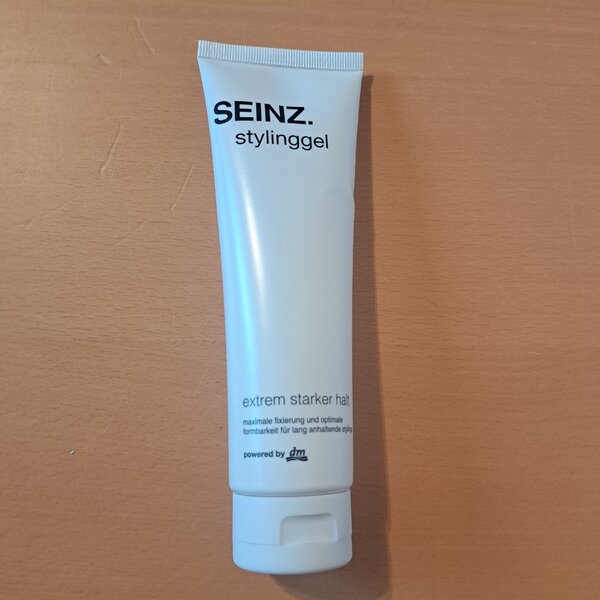 SEINZ.
stylinggel
extrem starker halt
maximale fixierung und optimale
formbarkeit für lang anhaltende styling
powered by dm